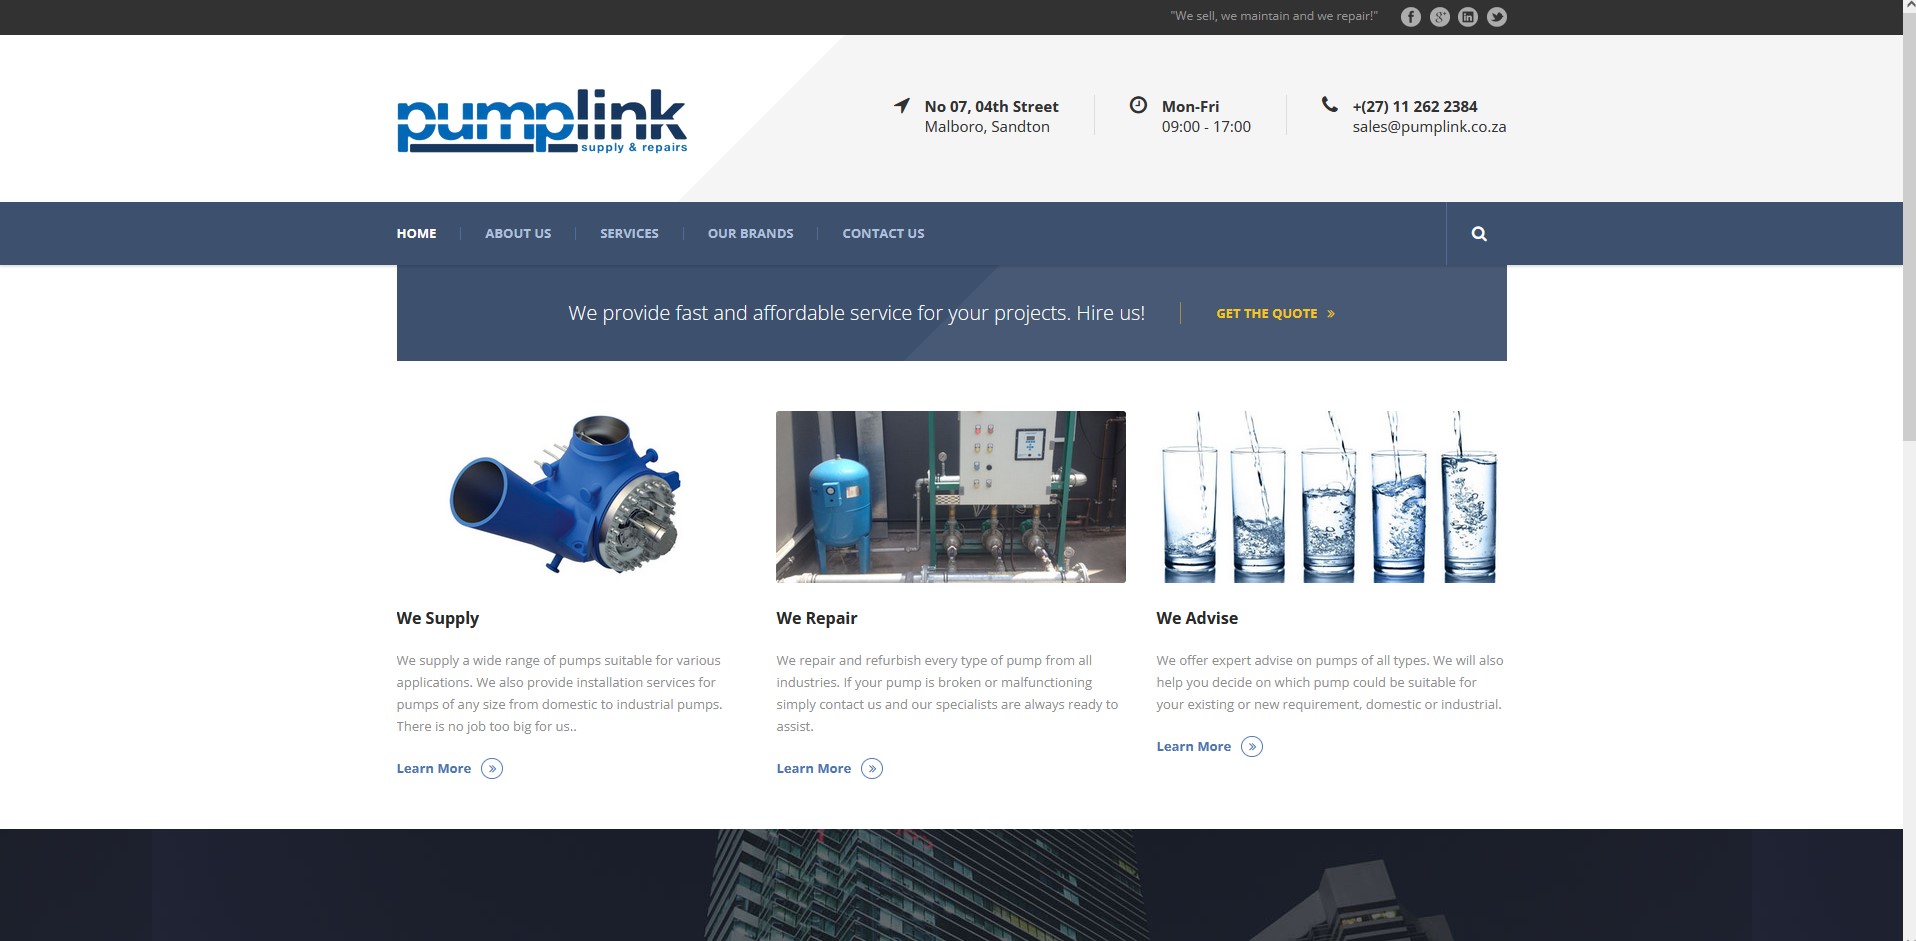 "We sell, we maintain and we repair!"
pumplink
supply & repairs
No 07, 04th Street
Malboro, Sandton
Mon-Fri
09:00 - 17:00
+(27) 11 262 2384
sales@pumplink.co.za
HOME
ABOUT US
SERVICES
OUR BRANDS
CONTACT US
We provide fast and affordable service for your projects. Hire us!
GET THE QUOTE »
We Supply
We supply a wide range of pumps suitable for various
applications. We also provide installation services for
pumps of any size from domestic to industrial pumps.
There is no job too big for us..
Learn More »
We Repair
We repair and refurbish every type of pump from all
industries. If your pump is broken or malfunctioning
simply contact us and our specialists are always ready to
assist.
Learn More »
We Advise
We offer expert advise on pumps of all types. We will also
help you decide on which pump could be suitable for
your existing or new requirement, domestic or industrial.
Learn More »